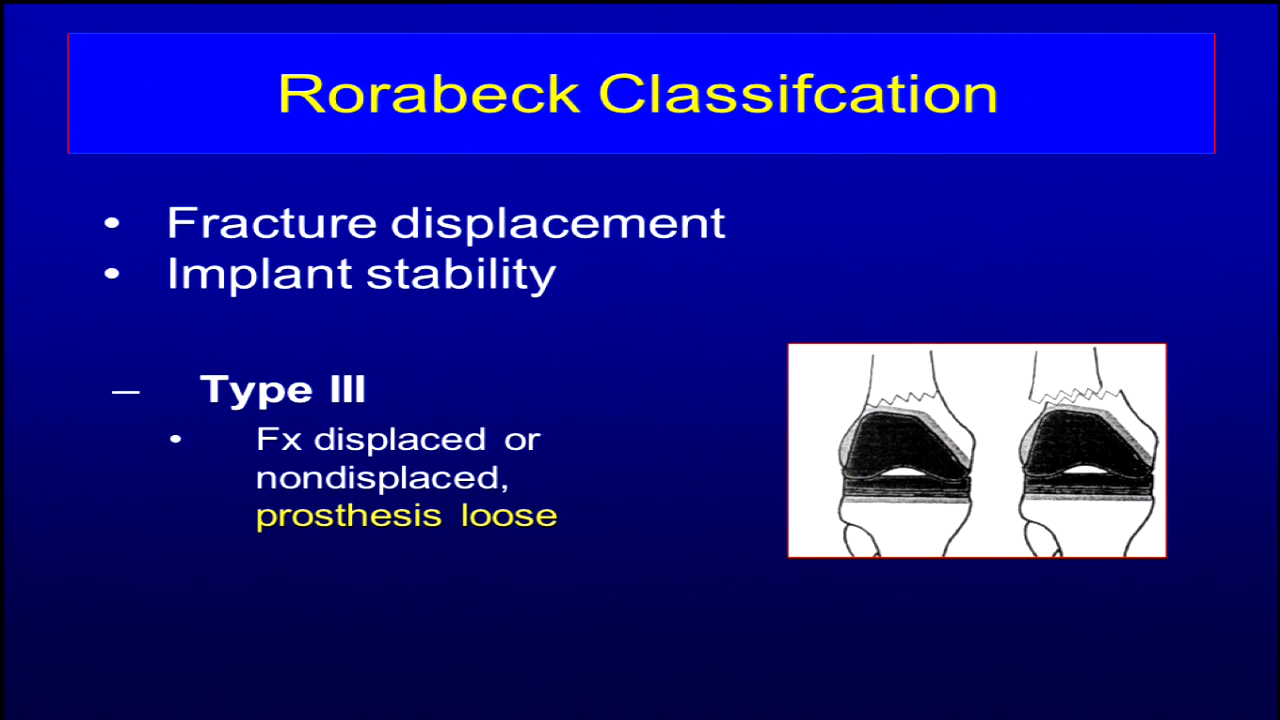 Rorabeck Classifcation
• Fracture displacement
• Implant stability
– Type III
• Fx displaced or
nondisplaced,
prosthesis loose